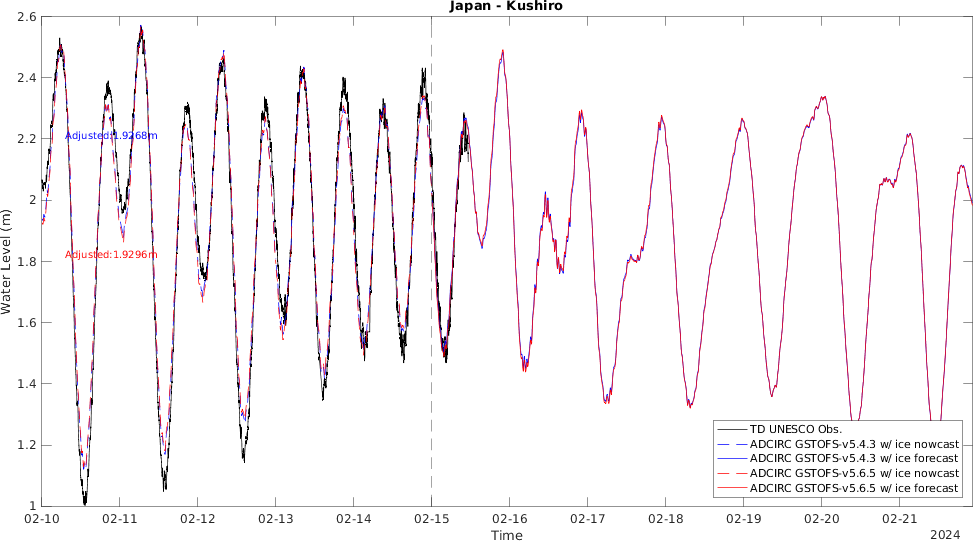 Japan - Kushiro
Water Level (m)
2.6
2.4
2.2
2
1.8
1.6
1.4
1.2
1
Adjusted:1.9268m
Adjusted:1.9296m
TD UNESCO Obs.
ADCIRC GSTOFS-v5.4.3 w/ ice nowcast
ADCIRC GSTOFS-v5.4.3 w/ ice forecast
ADCIRC GSTOFS-v5.6.5 w/ ice nowcast
ADCIRC GSTOFS-v5.6.5 w/ ice forecast
02-10 02-11 02-12 02-13 02-14 02-15 02-16 02-17 02-18 02-19 02-20 02-21
Time
2024